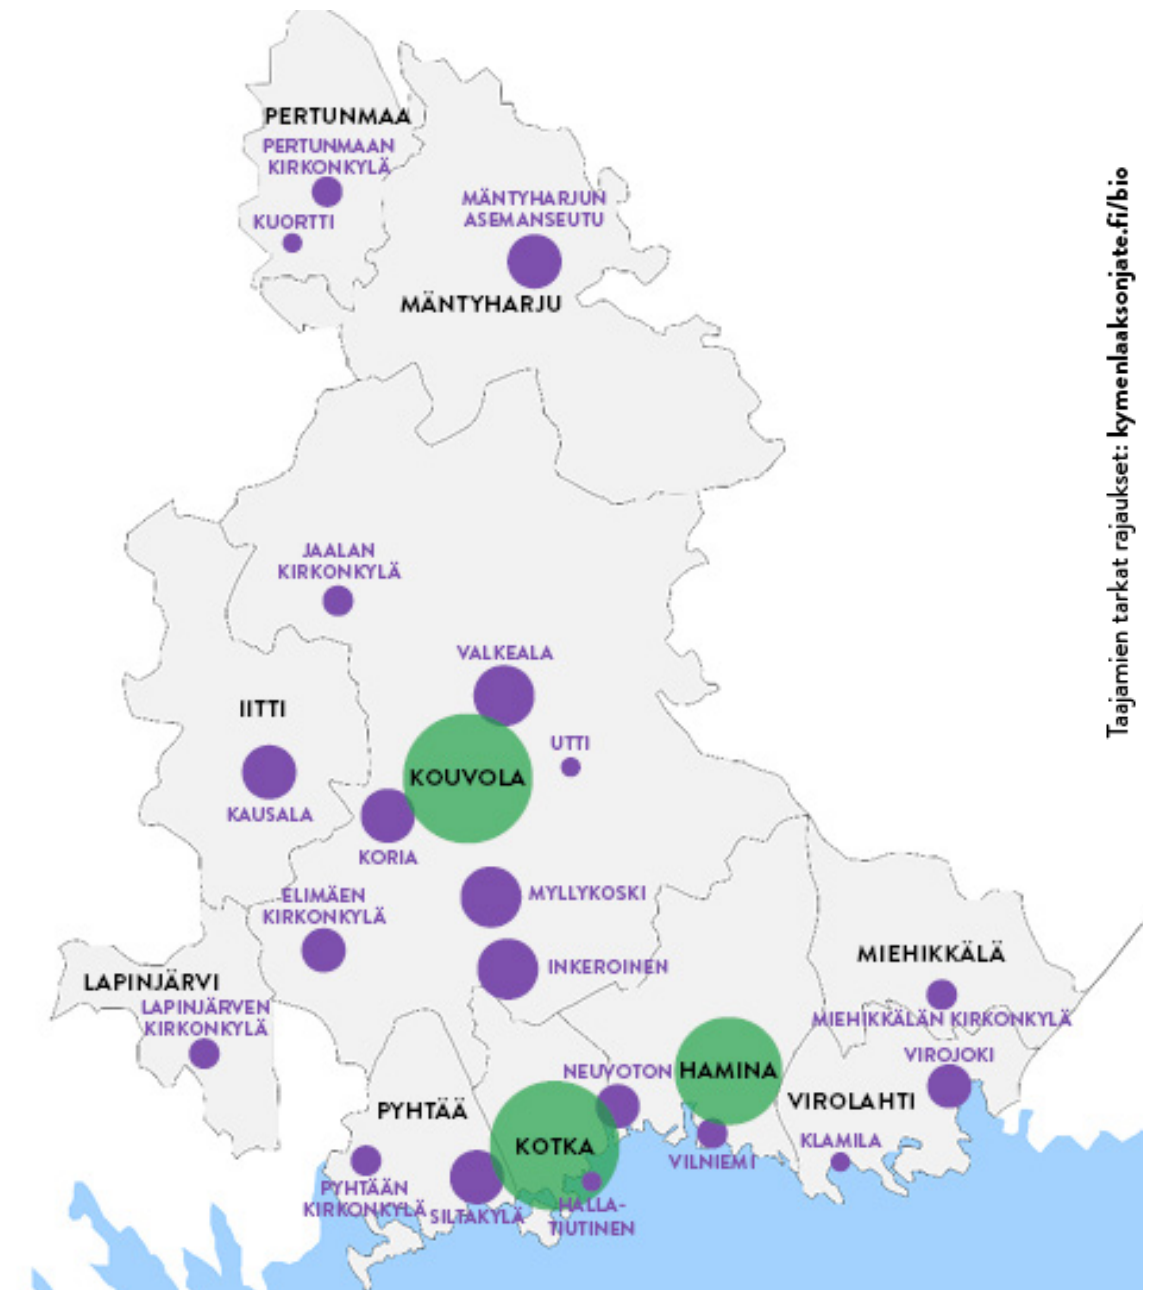 PERTUNMAA
PERTUNMAAN
KIRKONKYLÄ
KUORTTI
MÄNTYHARJUN
ASEMANSEUTU
MÄNTYHARJU
JAALAN
KIRKONKYLÄ
VALKEALA
IITTI
UTTI
KOUVOLA
KAUSALA
KORIA
ELIMÄEN
KIRKONKYLÄ
MYLLYKOSKI
INKEROINEN
MIEHIKKÄLÄ
LAPINJÄRVI
LAPINJÄRVEN
KIRKONKYLÄ
MIEHIKKÄLÄN KIRKONKYLÄ
VIROJOKI
NEUVOTON
HAMINA
VIROLAHTI
PYHTÄÄ
KOTKA
KLAMILA
VILNIEMI
PYHTÄÄN
KIRKONKYLÄ
SILTAKYLÄ
HALLA-
TIUTINEN
Taajamien tarkat rajaukset: kymenlaaksonjate.fi/bio